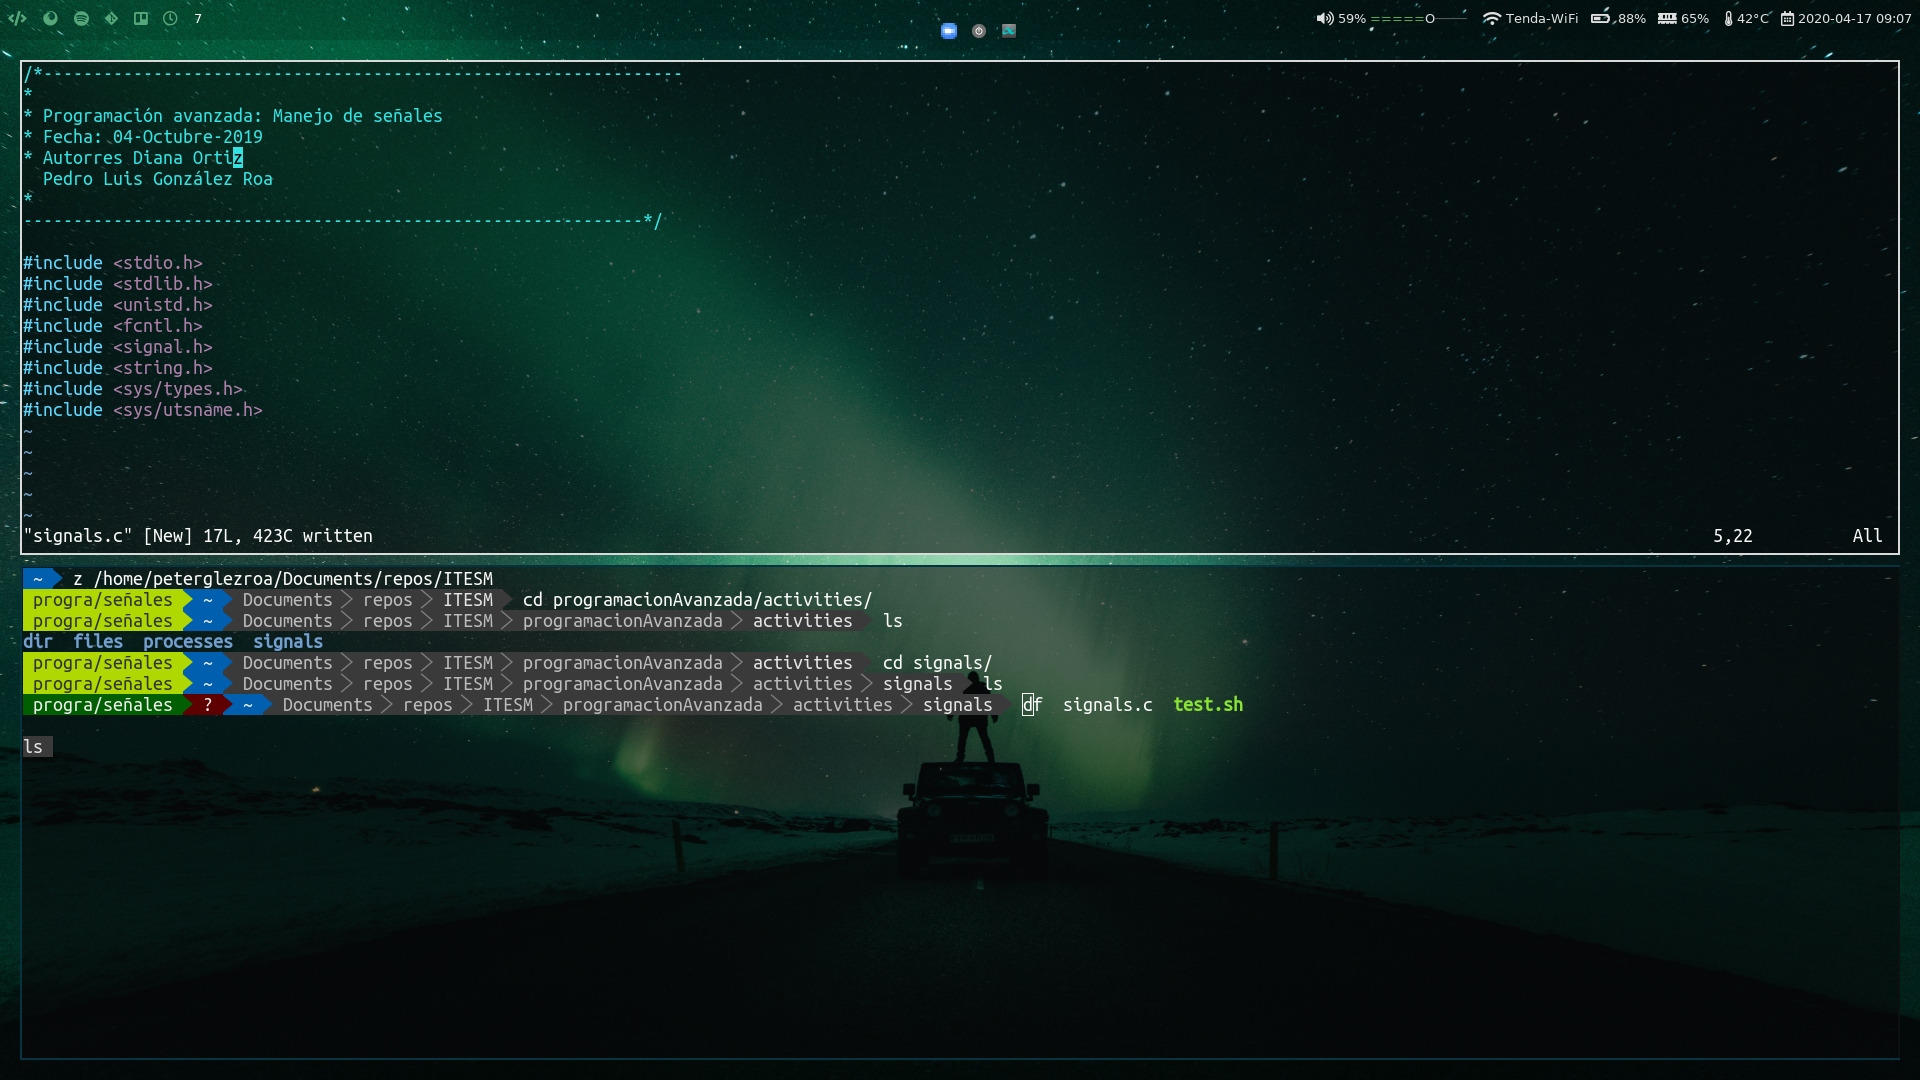 7
59% =====O—— Tenda-WiFi 88% 65% 42°C 2020-04-17 09:07
/*----------------------------------------------------------------
*
* Programación avanzada: Manejo de señales
* Fecha: 04-Octubre-2019
* Autorres Diana Ortiz
Pedro Luis González Roa
*
--------------------------------------------------------------*/
#include <stdio.h>
#include <stdlib.h>
#include <unistd.h>
#include <fcntl.h>
#include <signal.h>
#include <string.h>
#include <sys/types.h>
#include <sys/utsname.h>
~
~
~
~
~
"signals.c" [New] 17L, 423C written 5,22 All
~ z /home/peterglezroa/Documents/repos/ITESM
progra/señales ~ Documents repos ITESM cd programacionAvanzada/activities/
progra/señales ~ Documents repos ITESM programacionAvanzada activities ls
dir files processes signals
progra/señales ~ Documents repos ITESM programacionAvanzada activities cd signals/
progra/señales ~ Documents repos ITESM programacionAvanzada activities signals ls
progra/señales ? ~ Documents repos ITESM programacionAvanzada activities signals df signals.c test.sh
ls